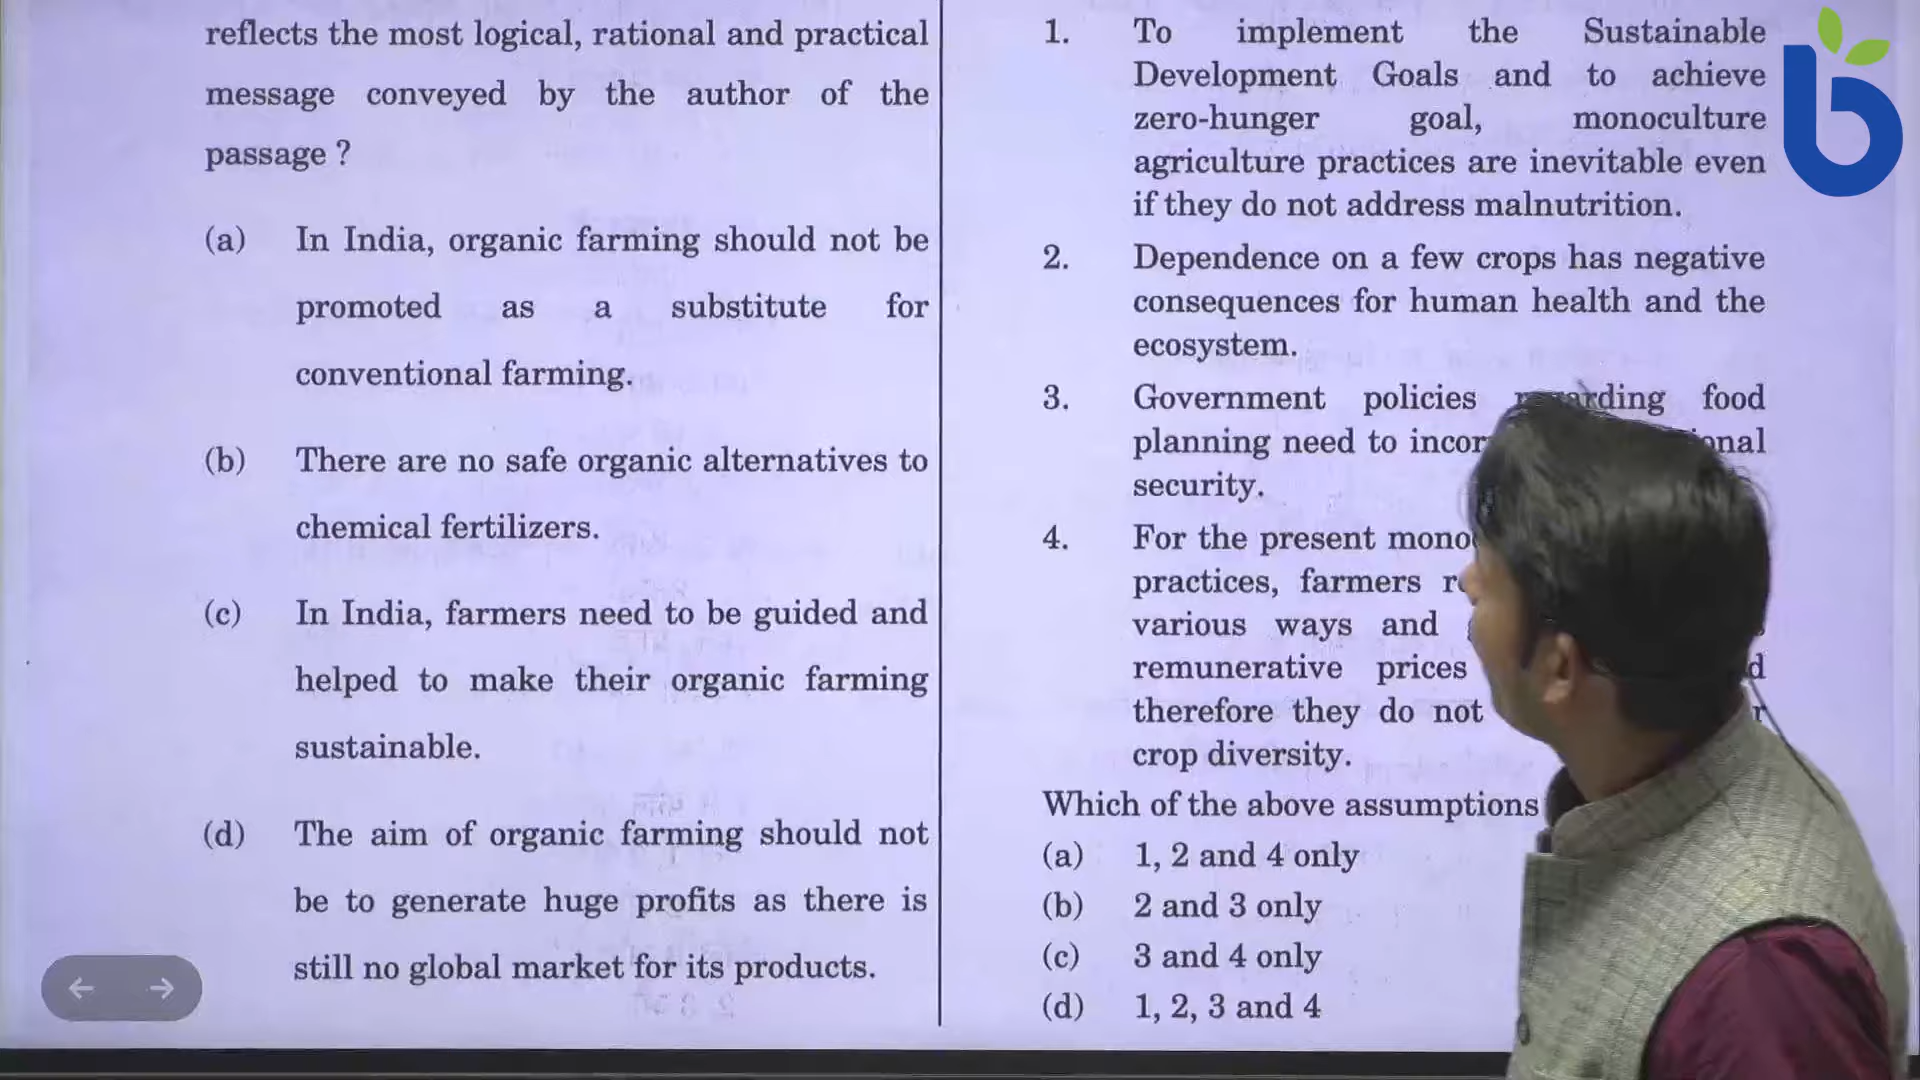 reflects the most logical, rational and practical
message conveyed by the author of the
passage ?
(a) In India, organic farming should not be
promoted as a substitute for
conventional farming.
(b) There are no safe organic alternatives to
chemical fertilizers.
(c) In India, farmers need to be guided and
helped to make their organic farming
sustainable.
(d) The aim of organic farming should not
be to generate huge profits as there is
still no global market for its products.
1. To implement the Sustainable
Development Goals and to achieve
zero-hunger goal, monoculture
agriculture practices are inevitable even
if they do not address malnutrition.
2. Dependence on a few crops has negative
consequences for human health and the
ecosystem.
3. Government policies regarding food
planning need to
security.
4. For the present
practices, farmers
various ways and
remunerative prices
therefore they do not
crop diversity.
Which of the above assumptions
(a) 1, 2 and 4 only
(b) 2 and 3 only
(c) 3 and 4 only
(d) 1, 2, 3 and 4